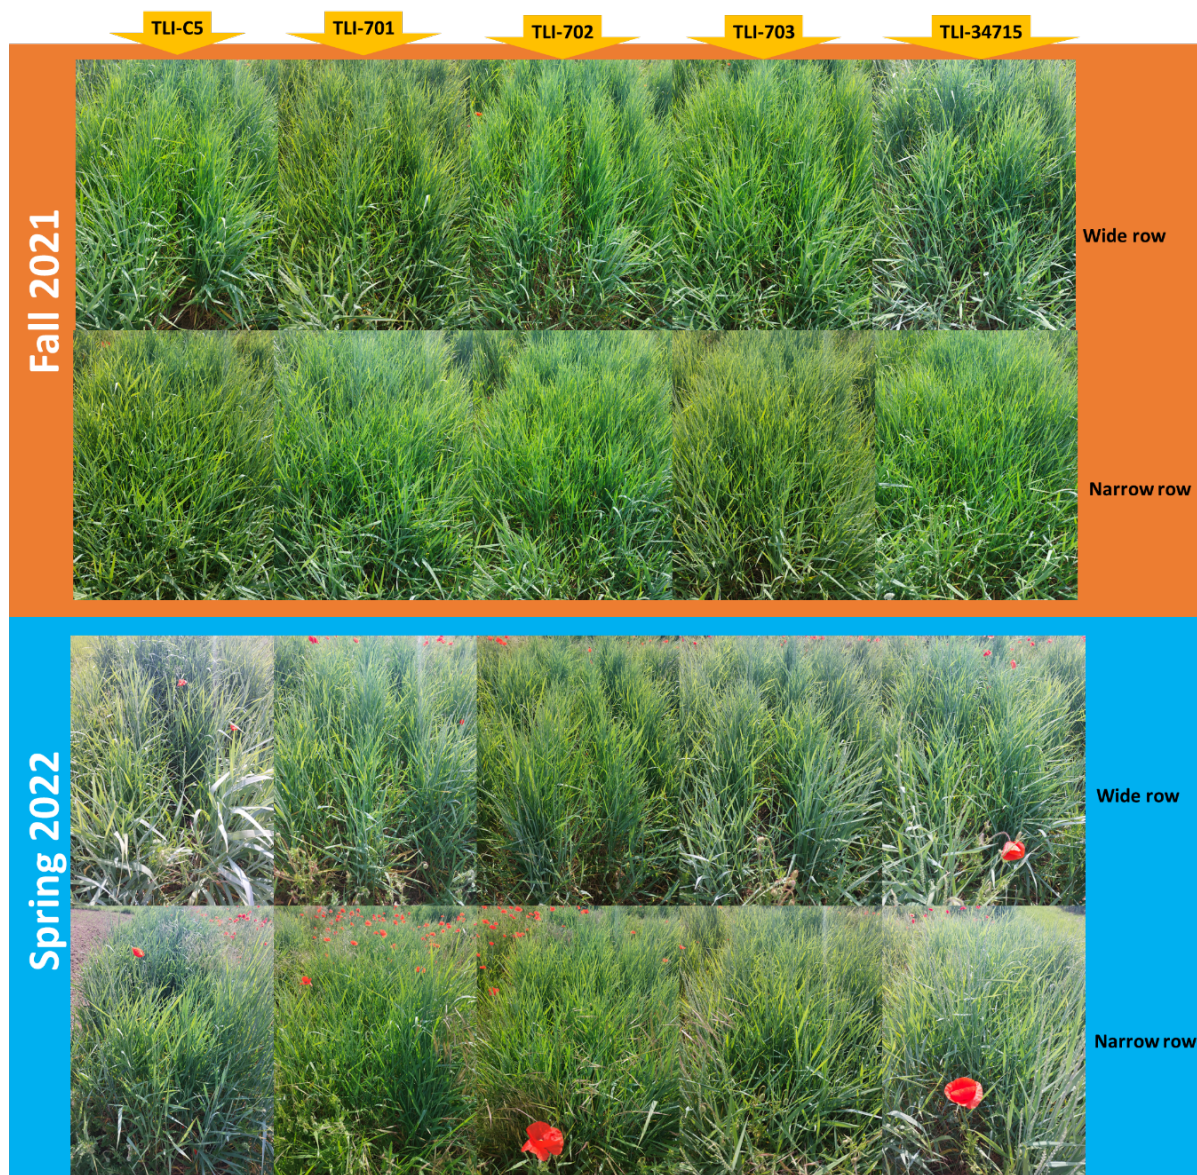 TLI-C5
TLI-701
TLI-702
TLI-703
TLI-34715
Fall 2021
Wide row
Narrow row
Spring 2022
Wide row
Narrow row